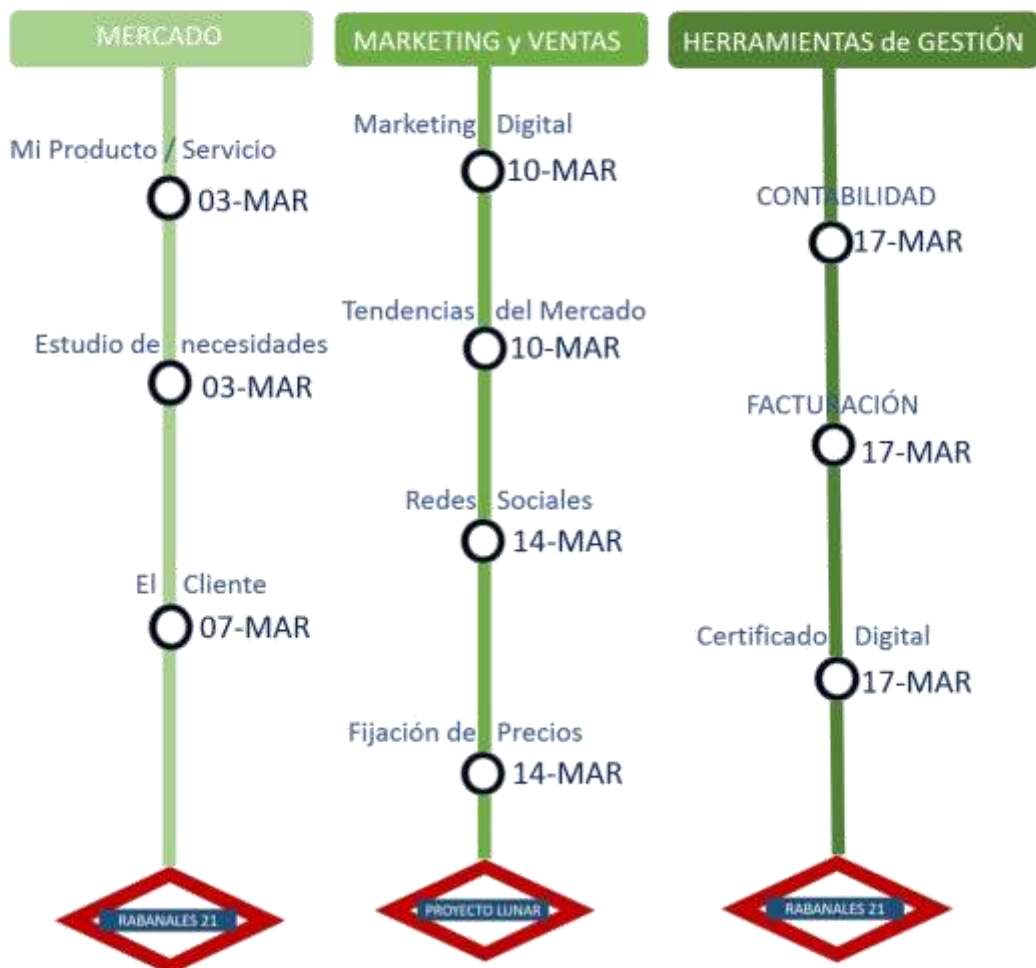 MERCADO
Mi Producto / Servicio
03-MAR
Estudio de necesidades
03-MAR
El Cliente
07-MAR
RABANALES 21
MARKETING y VENTAS
Marketing Digital
10-MAR
Tendencias del Mercado
10-MAR
Redes Sociales
14-MAR
Fijación de Precios
14-MAR
PROYECTO LUNAR
HERRAMIENTAS de GESTIÓN
CONTABILIDAD
17-MAR
FACTURACIÓN
17-MAR
Certificado Digital
17-MAR
RABANALES 21